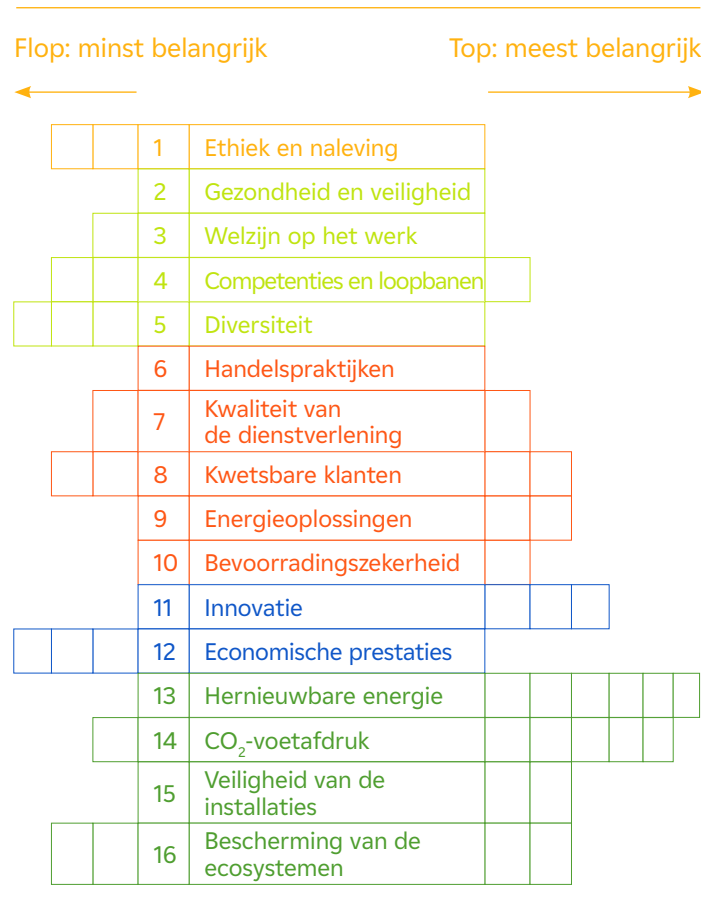 Flop: minst belangrijk
Top: meest belangrijk
1 Ethiek en naleving
2 Gezondheid en veiligheid
3 Welzijn op het werk
4 Competenties en loopbanen
5 Diversiteit
6 Handelspraktijken
7 Kwaliteit van
de dienstverlening
8 Kwetsbare klanten
9 Energieoplossingen
10 Bevoorradingszekerheid
11 Innovatie
12 Economische prestaties
13 Hernieuwbare energie
14 CO₂-voetafdruk
15 Veiligheid van de
installaties
16 Bescherming van de
ecosystemen